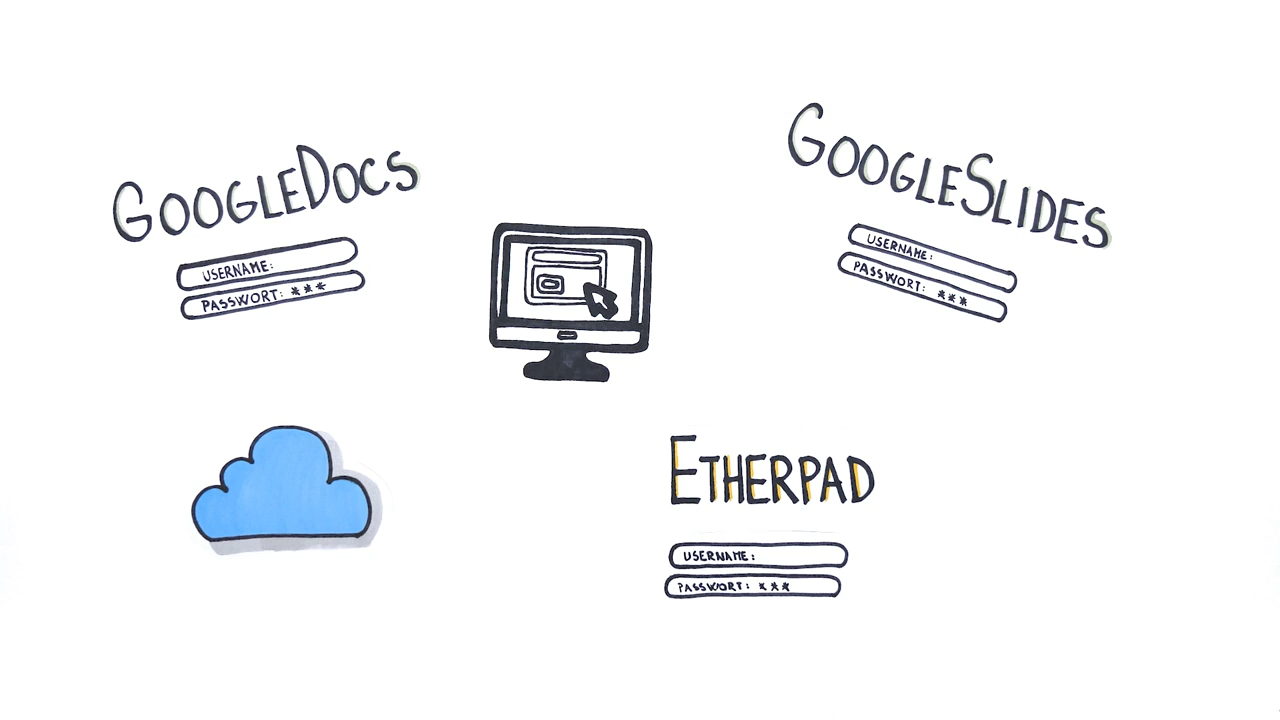 GOOGLEDOCS
USERNAME:
PASSWORT: ***
GOOGLESLIDES
USERNAME:
PASSWORT: ***
ETHERPAD
USERNAME:
PASSWORT: ***